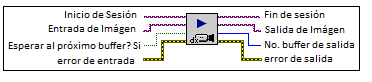 Inicio de Sesión
Fin de sesión
Entrada de Imágen
Salida de Imágen
Esperar al próximo buffer? Si
No. buffer de salida
error de entrada
error de salida
dx